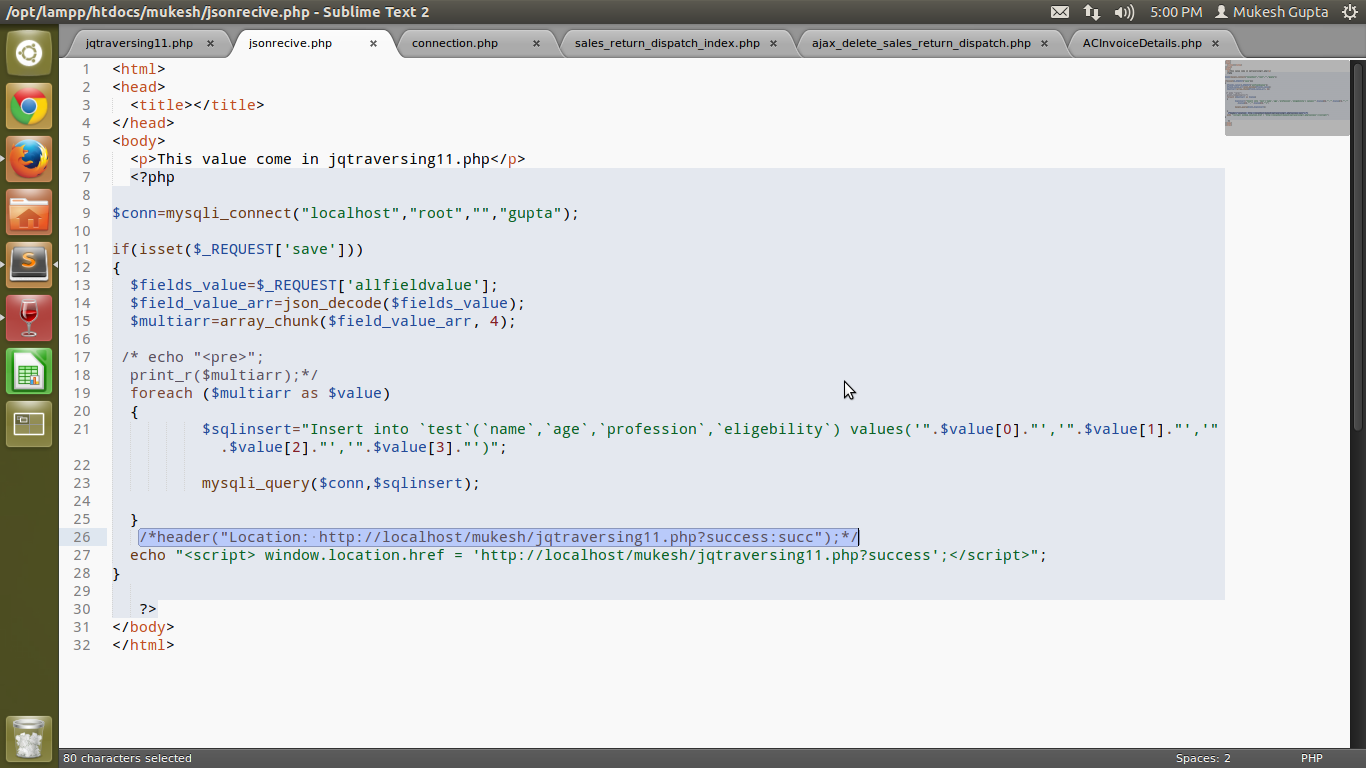 /opt/lampp/htdocs/mukesh/jsonrecive.php - Sublime Text 2
5:00 PM Mukesh Gupta
jqtraversing11.php × jsonrecive.php × connection.php × sales_return_dispatch_index.php × ajax_delete_sales_return_dispatch.php × ACInvoiceDetails.php ×
1 <html>
2 <head>
3 <title></title>
4 </head>
5 <body>
6 <p>This value come in jqtraversing11.php</p>
7 <?php
8
9 $conn=mysqli_connect("localhost","root","","gupta");
10
11 if(isset($_REQUEST['save']))
12 {
13 $fields_value=$_REQUEST['allfieldvalue'];
14 $field_value_arr=json_decode($fields_value);
15 $multiarr=array_chunk($field_value_arr, 4);
16
17 /* echo "<pre>";
18 print_r($multiarr);*/
19 foreach ($multiarr as $value)
20 {
21 $sqlinsert="Insert into `test`(`name`,`age`,`profession`,`eligebility`) values('".$value[0]."','".$value[1]."','"
.$value[2]."','".$value[3]."')";
22
23 mysqli_query($conn,$sqlinsert);
24
25 }
26 /*header("Location: http://localhost/mukesh/jqtraversing11.php?success:succ");*/
27 echo "<script> window.location.href = 'http://localhost/mukesh/jqtraversing11.php?success';</script>";
28 }
29
30 ?>
31 </body>
32 </html>
80 characters selected
Spaces: 2 PHP